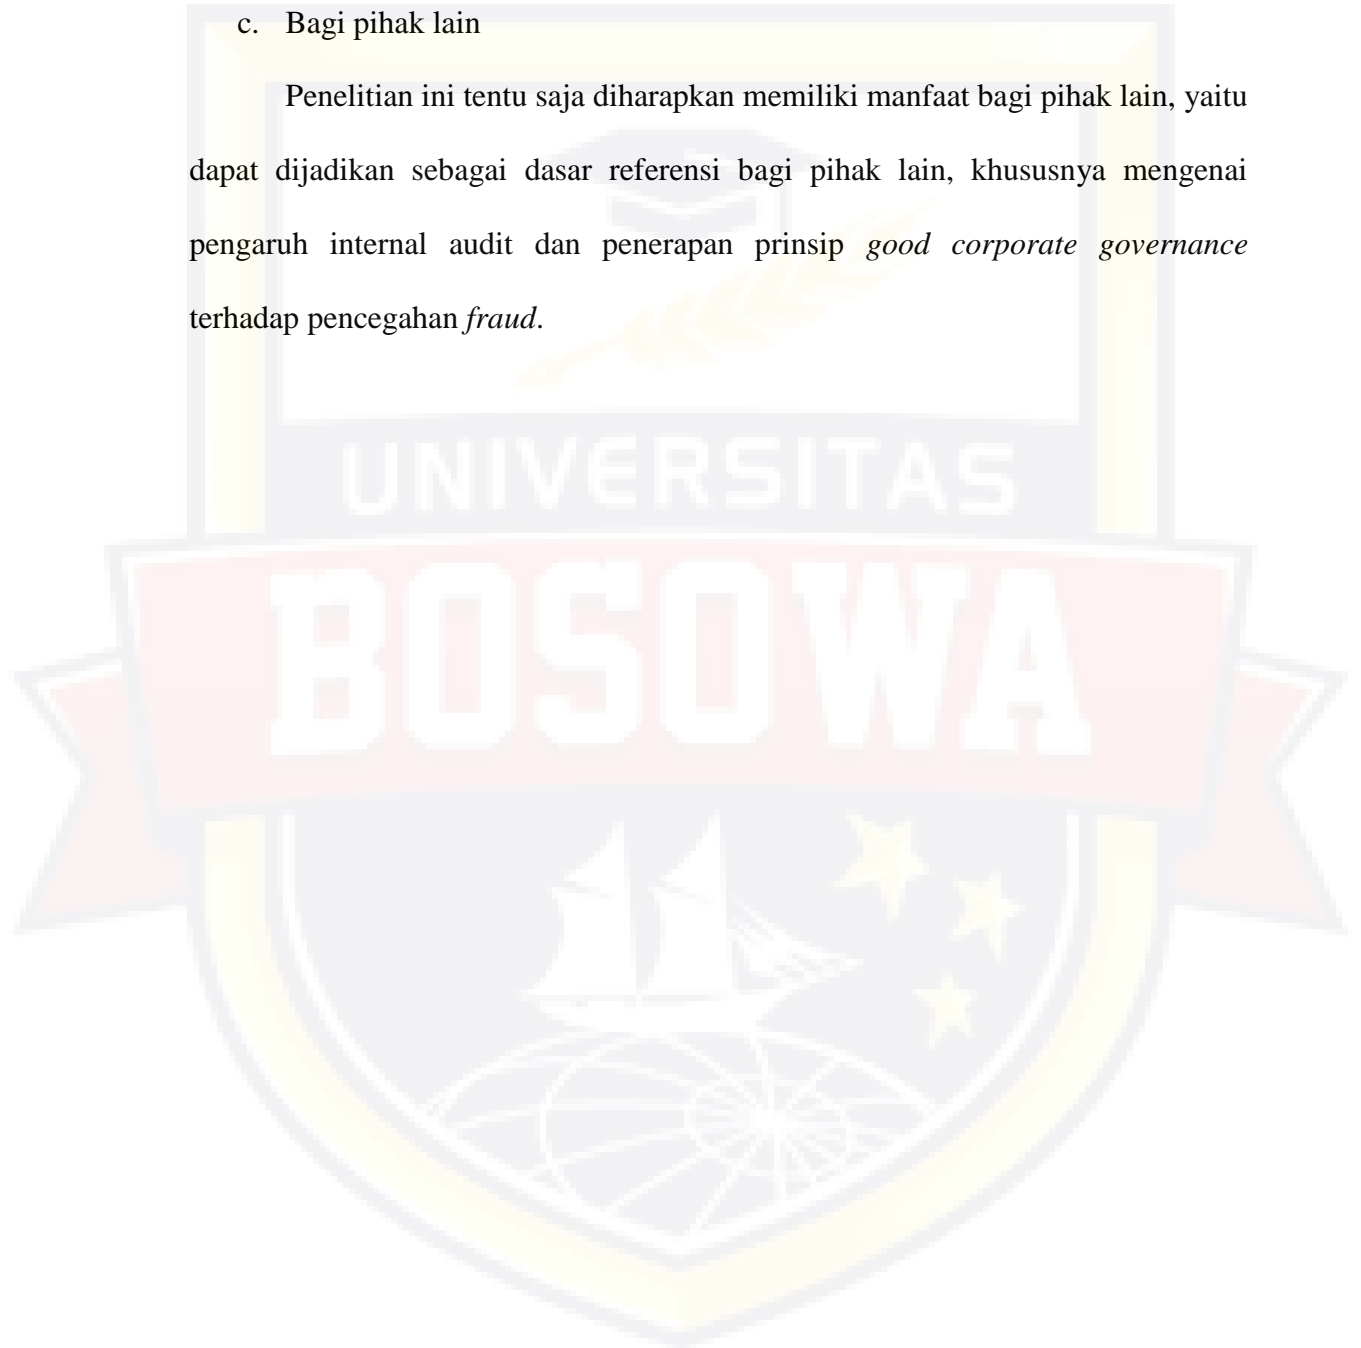 c. Bagi pihak lain
Penelitian ini tentu saja diharapkan memiliki manfaat bagi pihak lain, yaitu
dapat dijadikan sebagai dasar referensi bagi pihak lain, khususnya mengenai
pengaruh internal audit dan penerapan prinsip good corporate governance
terhadap pencegahan fraud.
UNIVERSITAS
BOSOWA